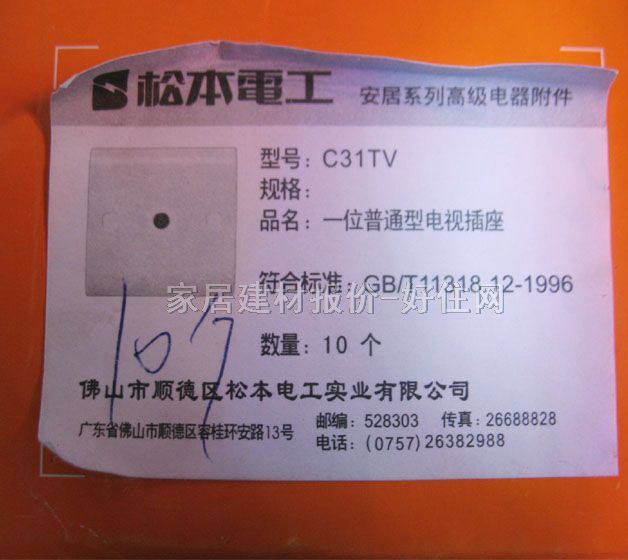 松本電工 安居系列高级电器附件
型号：C31TV
规格：
品名：一位普通型电视插座
符合标准：GB/T11318.12-1996
家居建材报价-好住网
数量：10 个
10个
佛山市顺德区松本电工实业有限公司
广东省佛山市顺德区容桂环安路13号
邮编：528303 传真：26688828
电话：(0757)26382988